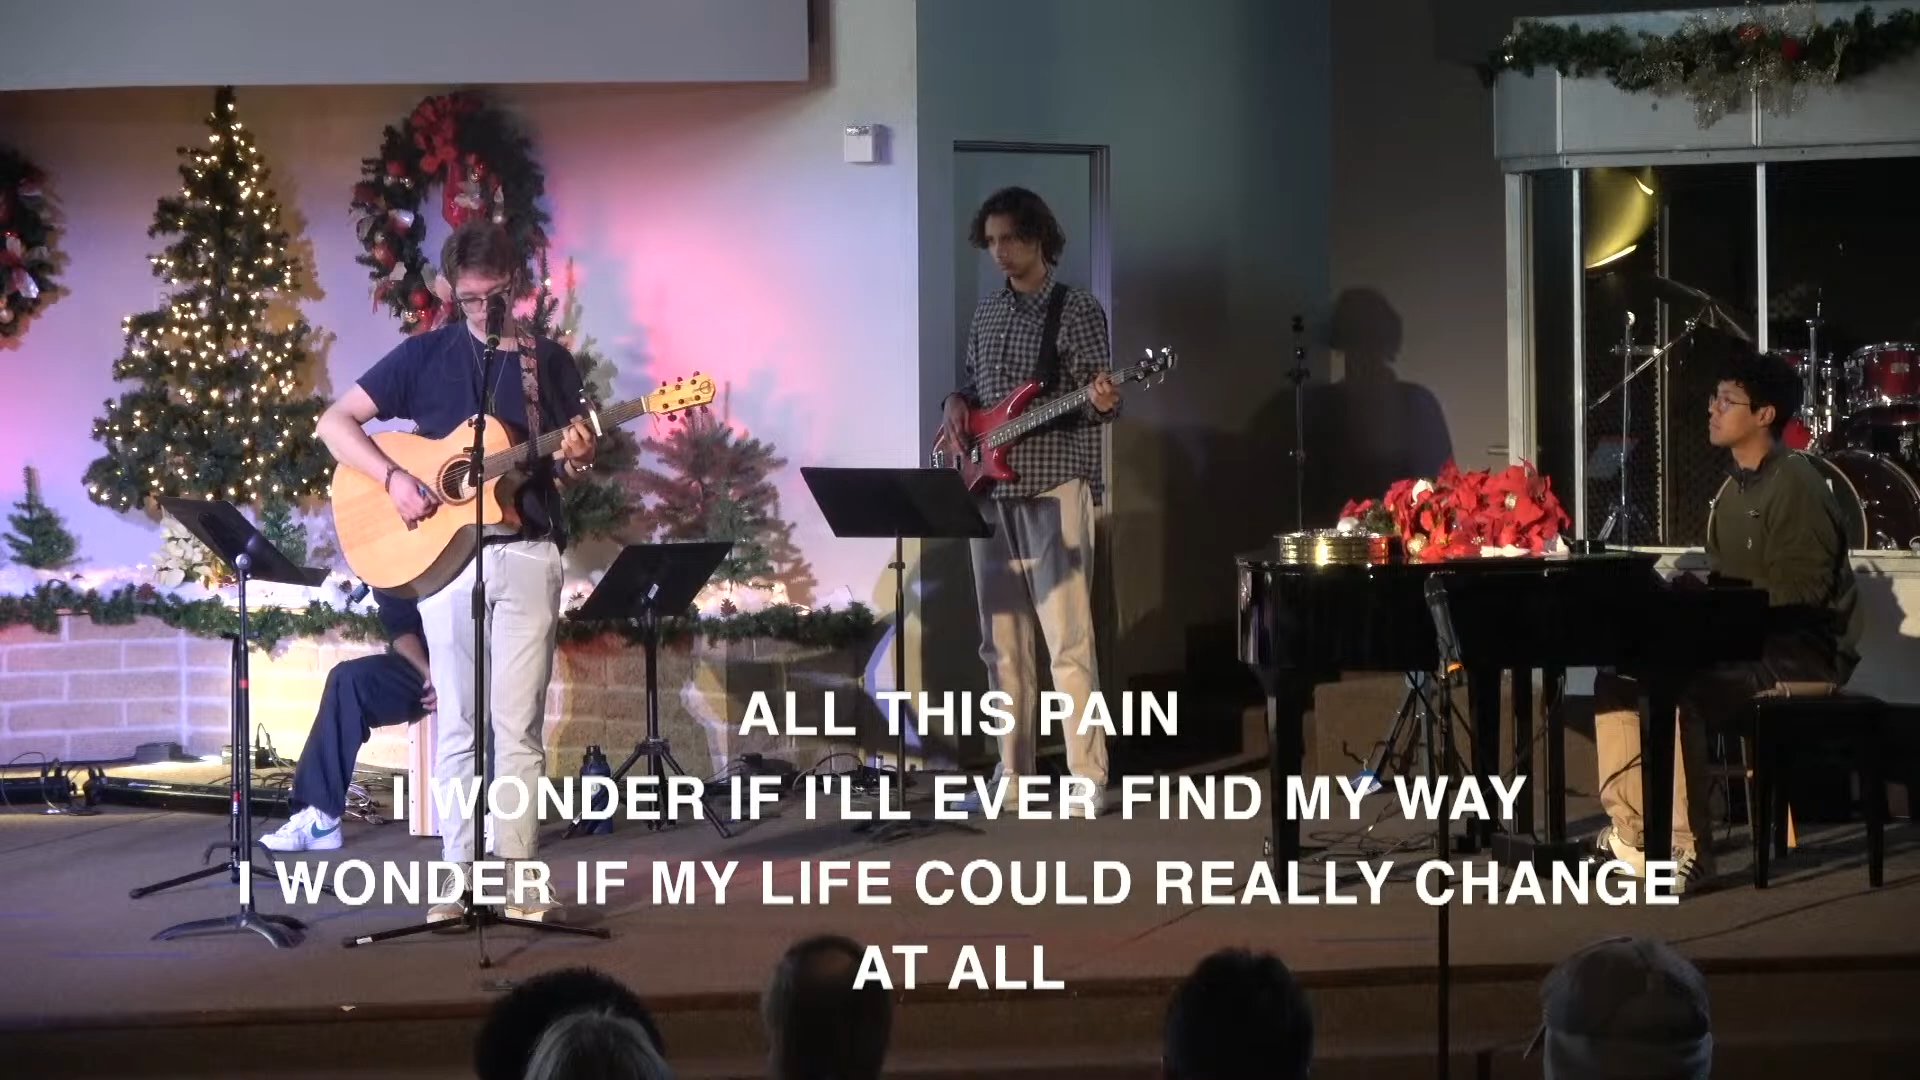 ALL THIS PAIN
I WONDER IF I'LL EVER FIND MY WAY
I WONDER IF MY LIFE COULD REALLY CHANGE
AT ALL